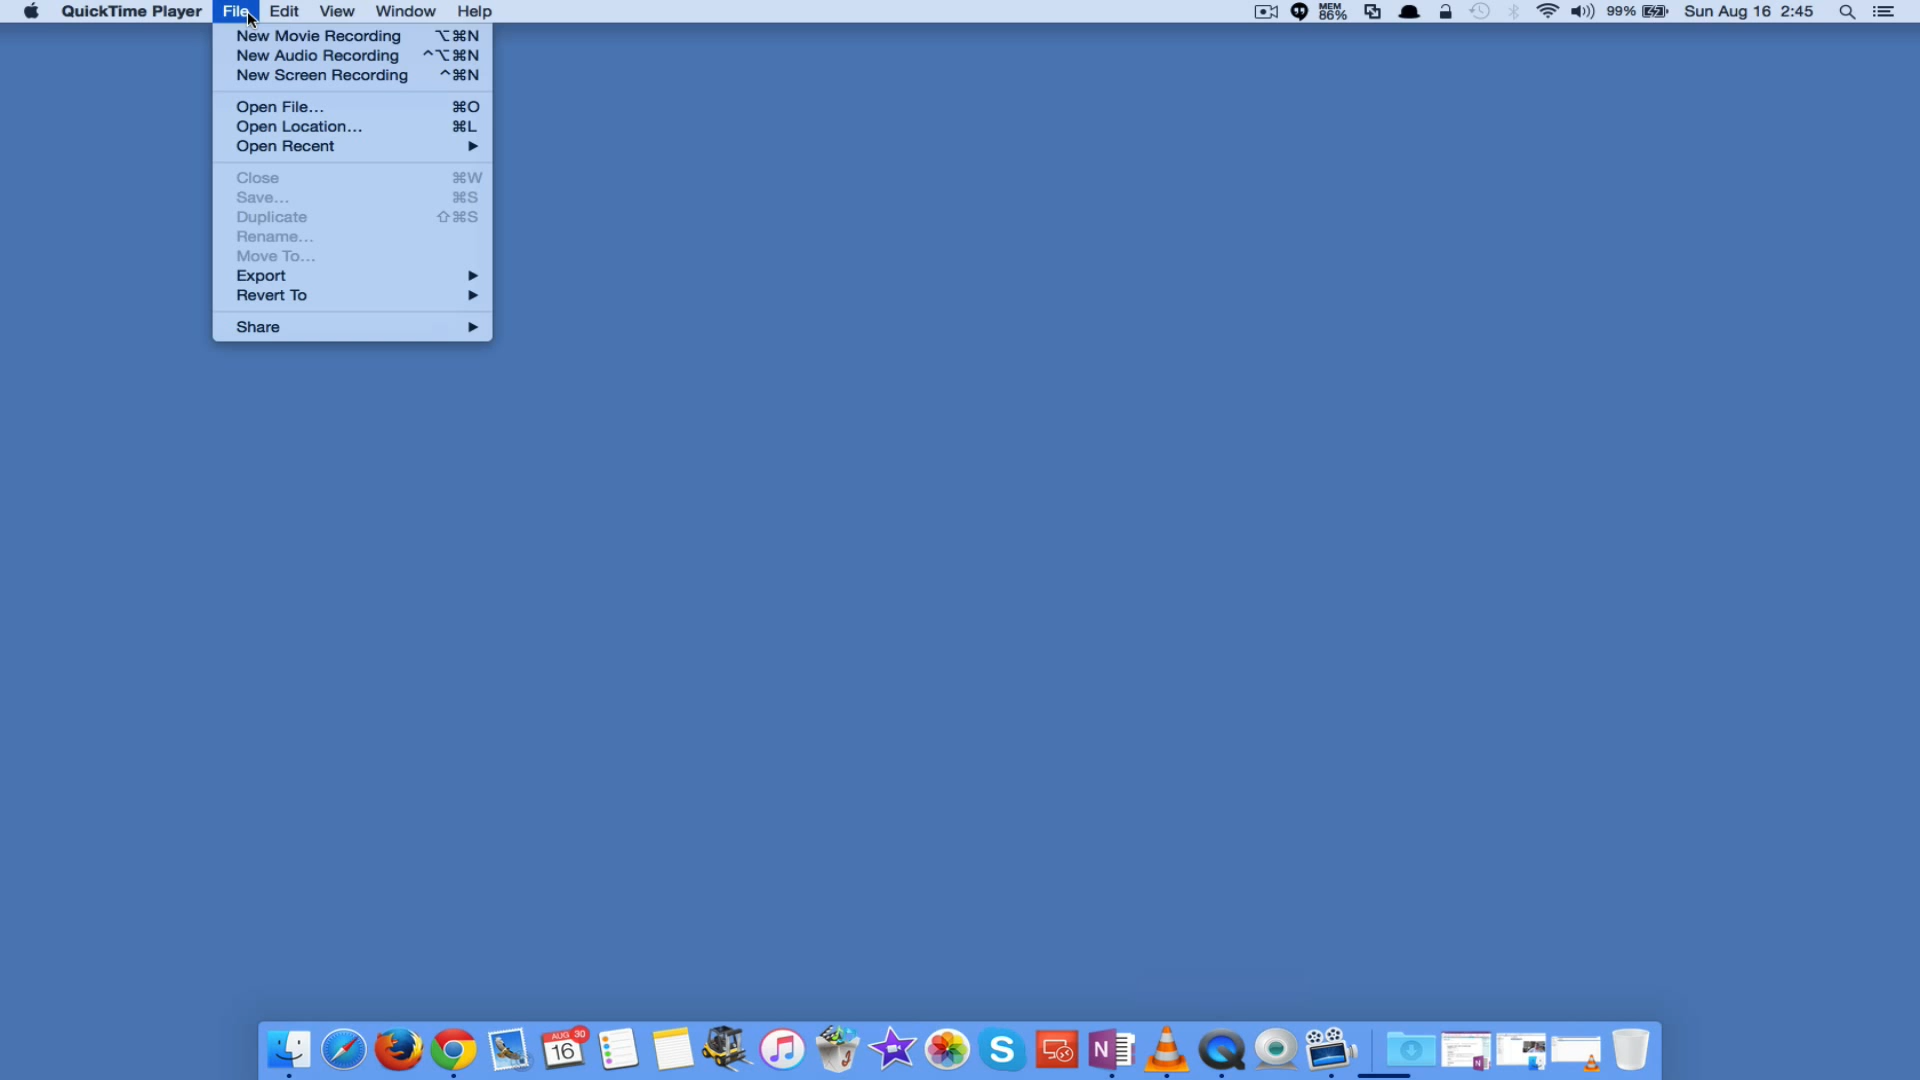 QuickTime Player File Edit View Window Help MEM 86% 99% Sun Aug 16 2:45
New Movie Recording ⌥⌘N
New Audio Recording ^⌥⌘N
New Screen Recording ^⌘N
Open File... ⌘O
Open Location... ⌘L
Open Recent ▶
Close ⌘W
Save... ⌘S
Duplicate ⇧⌘S
Rename...
Move To...
Export ▶
Revert To ▶
Share ▶
AUG 30
16
S
N